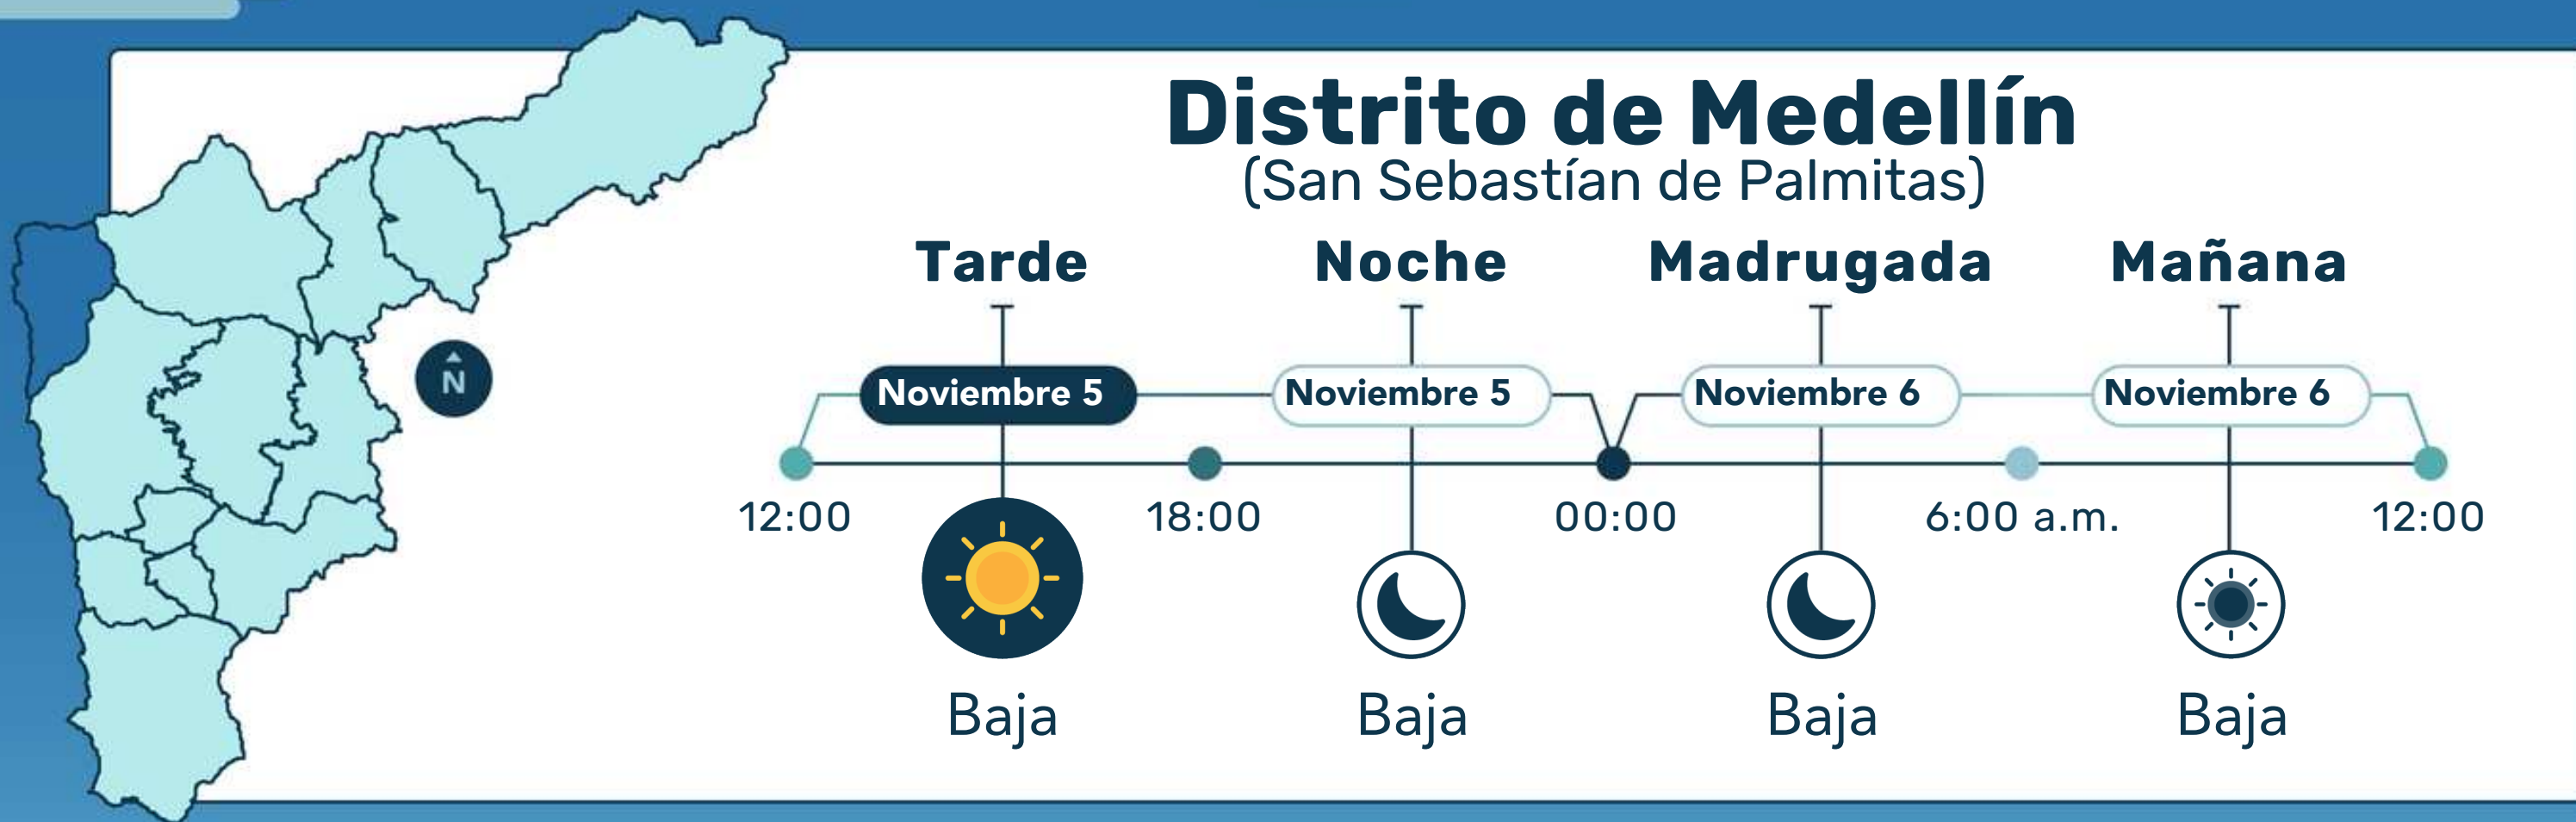 Distrito de Medellín
(San Sebastían de Palmitas)
Tarde Noche Madrugada Mañana
Noviembre 5 Noviembre 5 Noviembre 6 Noviembre 6
N
12:00 18:00 00:00 6:00 a.m. 12:00
Baja Baja Baja Baja